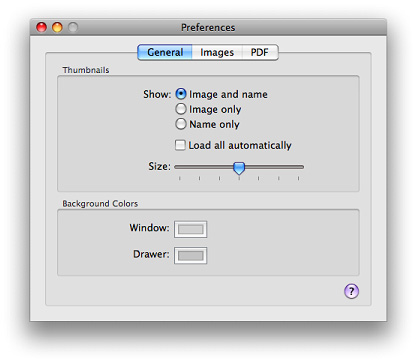 Preferences
General Images PDF
Thumbnails
Show: Image and name
Image only
Name only
Load all automatically
Size:
Background Colors
Window:
Drawer:
?